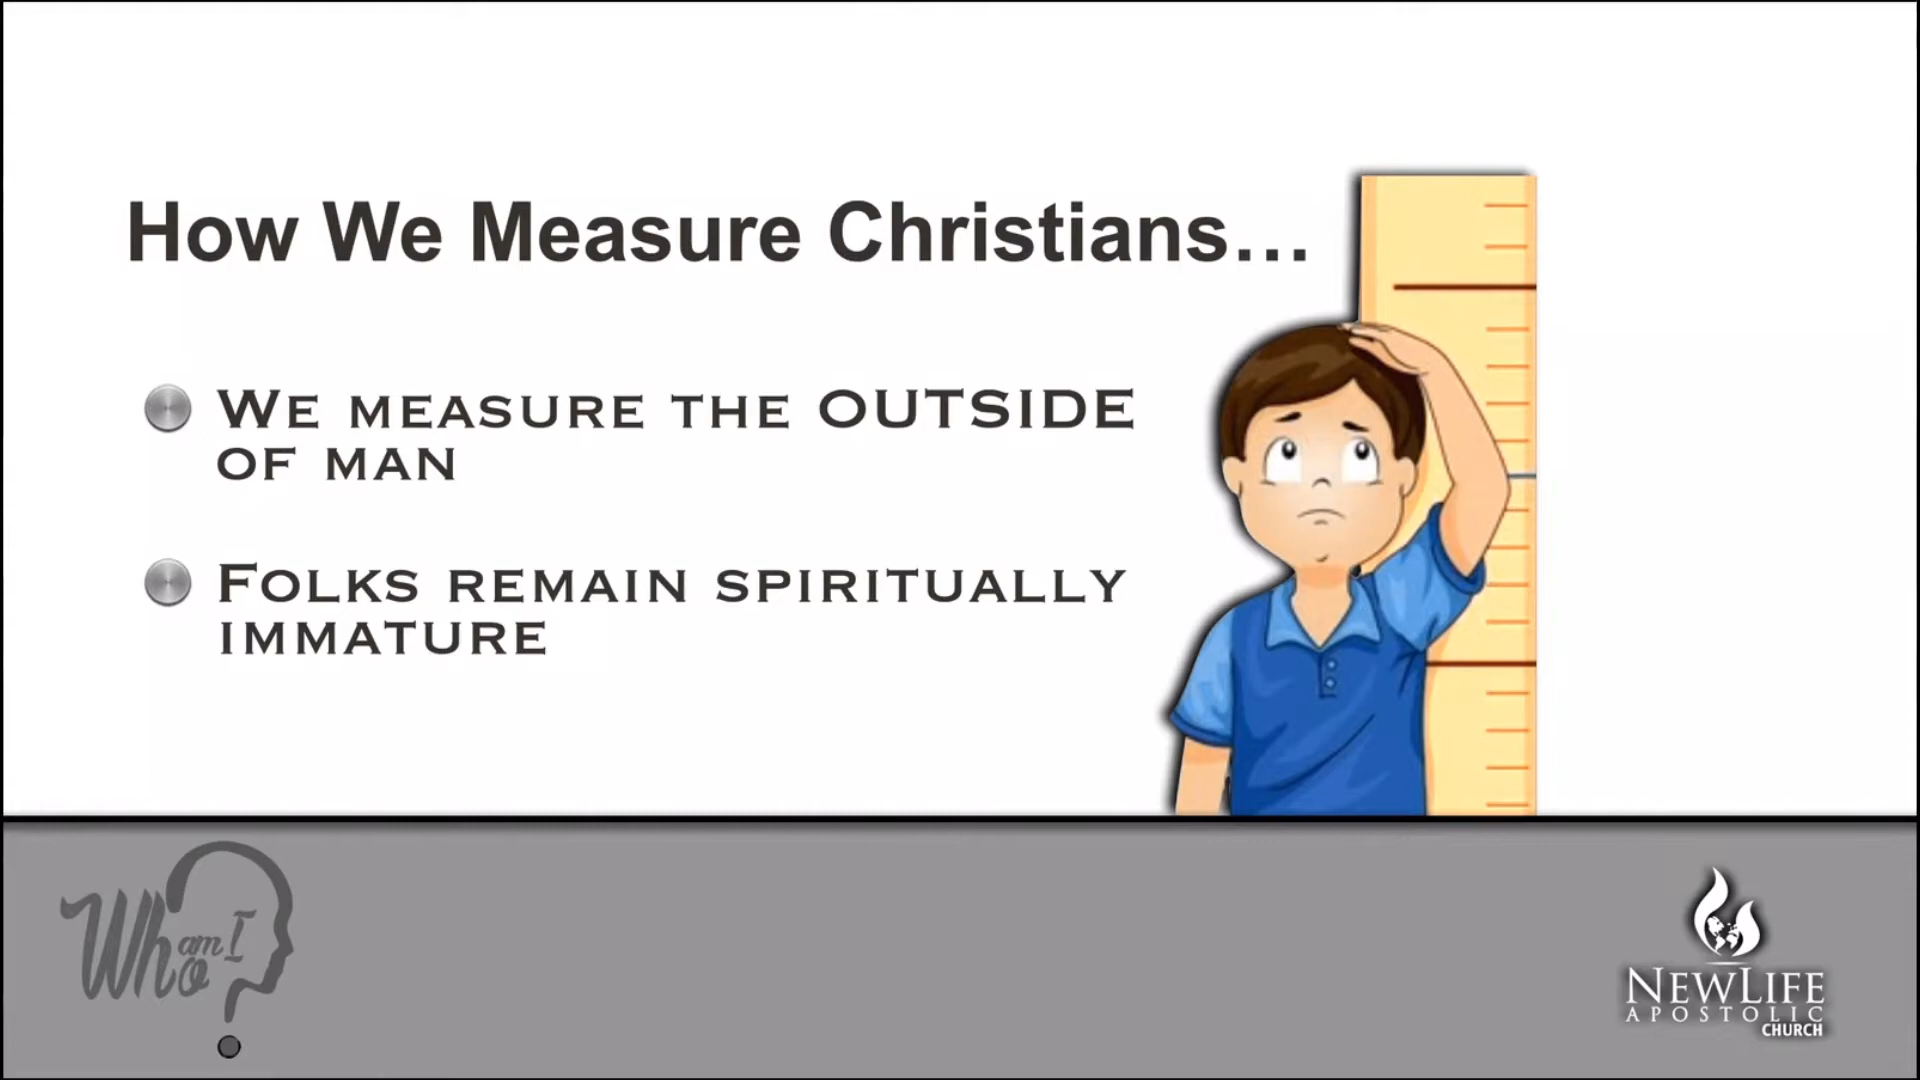 How We Measure Christians…
We measure the OUTSIDE
of man
Folks remain spiritually
immature
Who am I
NEWLIFE
APOSTOLIC
CHURCH